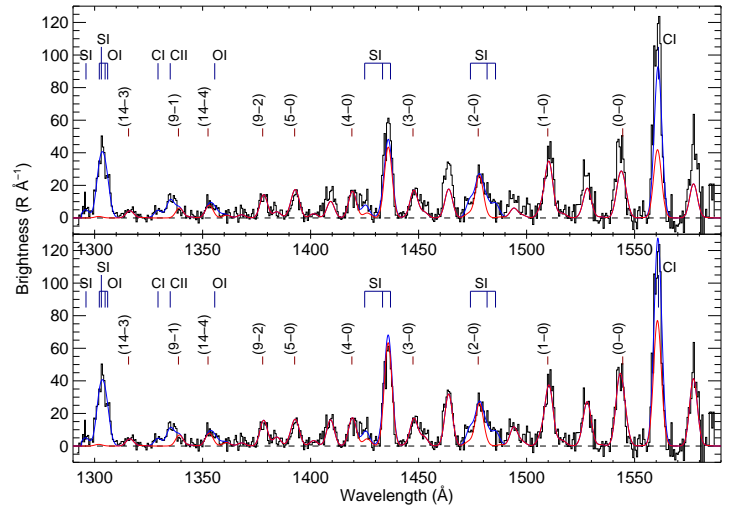 SI
SI OI
CI CII
OI
SI
SI
CI
(14–3)
(9–1)
(14–4)
(9–2)
(5–0)
(4–0)
(3–0)
(2–0)
(1–0)
(0–0)
120
100
80
60
40
20
0
1300 1350 1400 1450 1500 1550
Brightness (R Å⁻¹)
SI
SI OI
CI CII
OI
SI
SI
CI
(14–3)
(9–1)
(14–4)
(9–2)
(5–0)
(4–0)
(3–0)
(2–0)
(1–0)
(0–0)
120
100
80
60
40
20
0
1300 1350 1400 1450 1500 1550
Wavelength (Å)